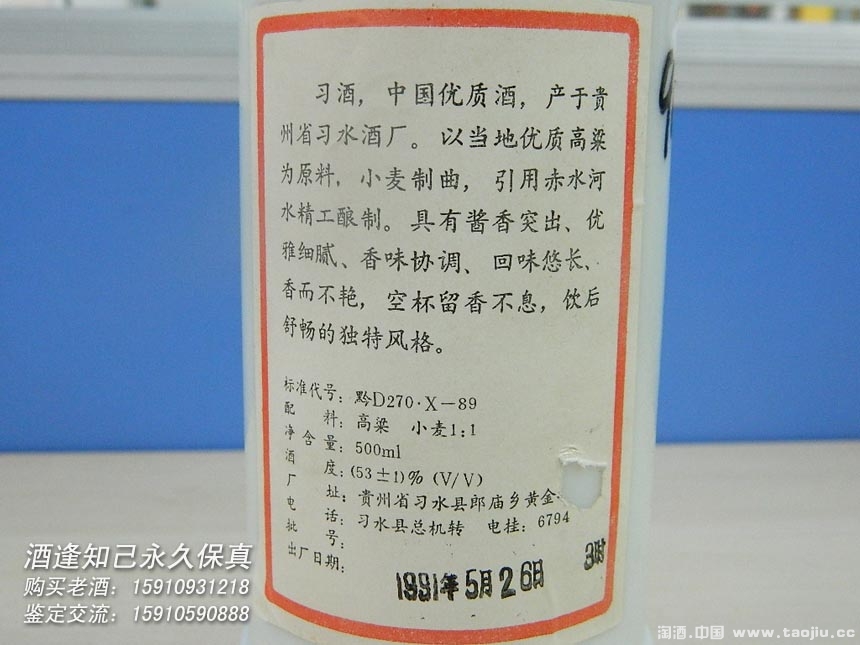 习酒，中国优质酒，产于贵
州省习水酒厂。以当地优质高粱
为原料，小麦制曲，引用赤水河
水精工酿制。具有酱香突出、优
雅细腻、香味协调、回味悠长、
香而不艳，空杯留香不息，饮后
舒畅的独特风格。
标准代号：黔D270·X－89
配料：高粱 小麦1:1
净含量：500ml
酒度：(53±1)％ (V/V)
厂址：贵州省习水县郎庙乡黄金
电话：习水县总机转 电挂：6794
批号：
出厂日期：
1991年5月26日
酒逢知己永久保真
购买老酒：15910931218
鉴定交流：15910590888
淘酒.中国 www.taojiu.cc